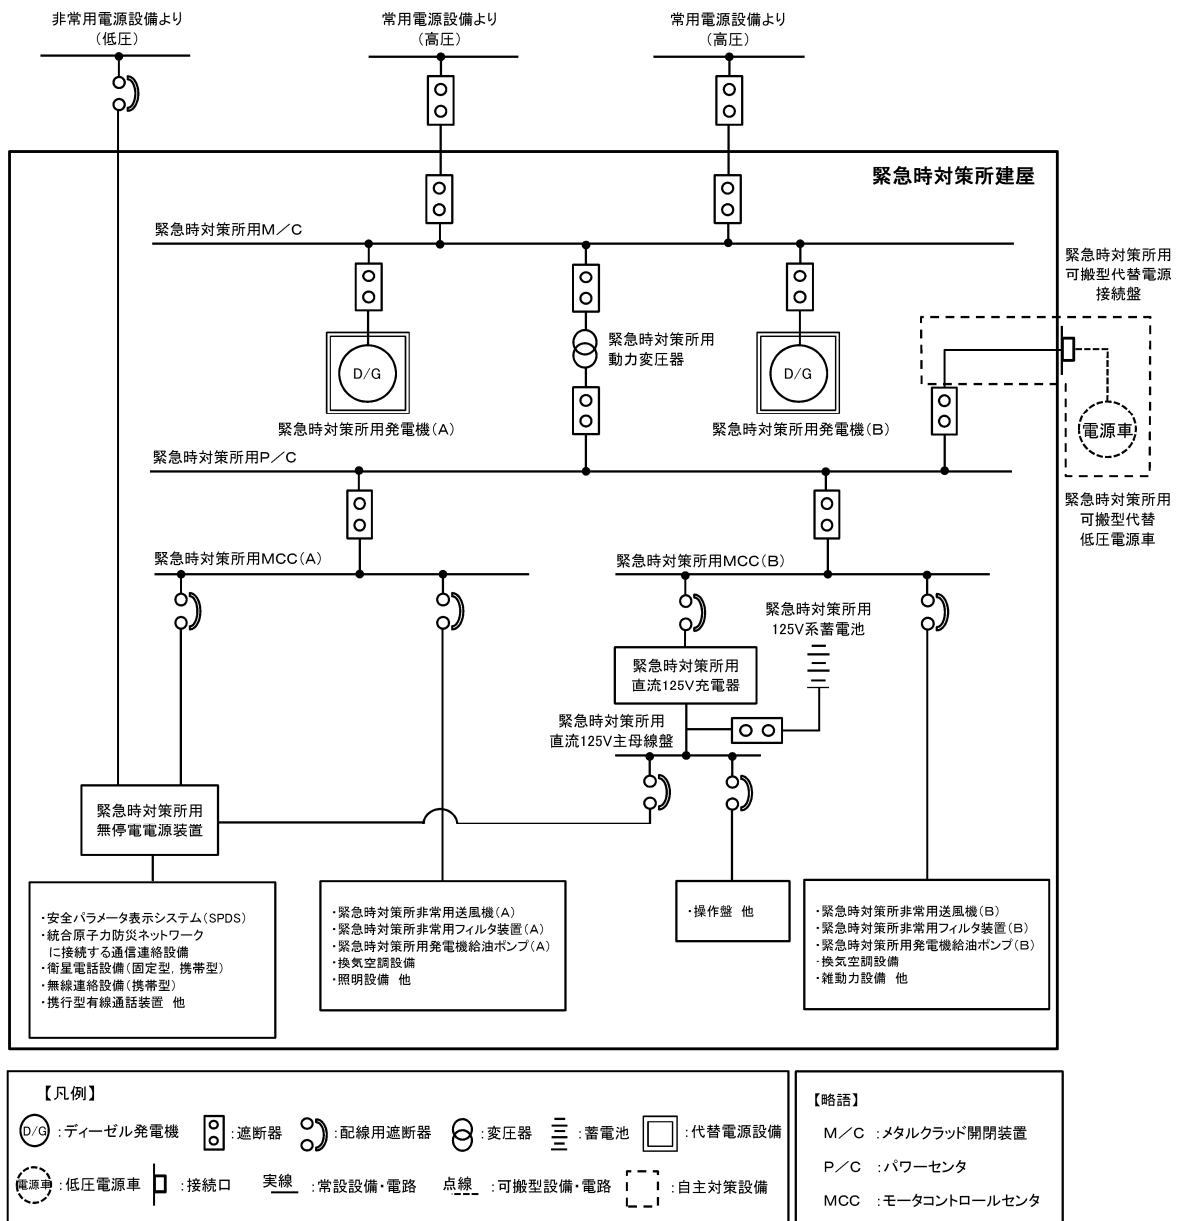 非常用電源設備より
（低圧）
常用電源設備より
（高圧）
常用電源設備より
（高圧）
緊急時対策所建屋
緊急時対策所用M／C
緊急時対策所用
可搬型代替電源
接続盤
緊急時対策所用
動力変圧器
D/G
D/G
電源車
緊急時対策所用発電機（A）
緊急時対策所用発電機（B）
緊急時対策所用P／C
緊急時対策所用
可搬型代替
低圧電源車
緊急時対策所用MCC（A）
緊急時対策所用MCC（B）
緊急時対策所用
125V系蓄電池
緊急時対策所用
直流125V充電器
緊急時対策所用
直流125V主母線盤
緊急時対策所用
無停電電源装置
・安全パラメータ表示システム（SPDS）
・統合原子力防災ネットワーク
に接続する通信連絡設備
・衛星電話設備（固定型，携帯型）
・無線連絡設備（携帯型）
・携行型有線通話装置　他
・緊急時対策所非常用送風機（A）
・緊急時対策所非常用フィルタ装置（A）
・緊急時対策所用発電機給油ポンプ（A）
・換気空調設備
・照明設備　他
・操作盤　他
・緊急時対策所非常用送風機（B）
・緊急時対策所非常用フィルタ装置（B）
・緊急時対策所用発電機給油ポンプ（B）
・換気空調設備
・雑動力設備　他
【凡例】
D/G ：ディーゼル発電機
：遮断器
：配線用遮断器
：変圧器
：蓄電池
：代替電源設備
電源車 ：低圧電源車
：接続口
実線 ：常設設備・電路
点線 ：可搬型設備・電路
：自主対策設備
【略語】
M／C ：メタルクラッド開閉装置
P／C ：パワーセンタ
MCC ：モータコントロールセンタ